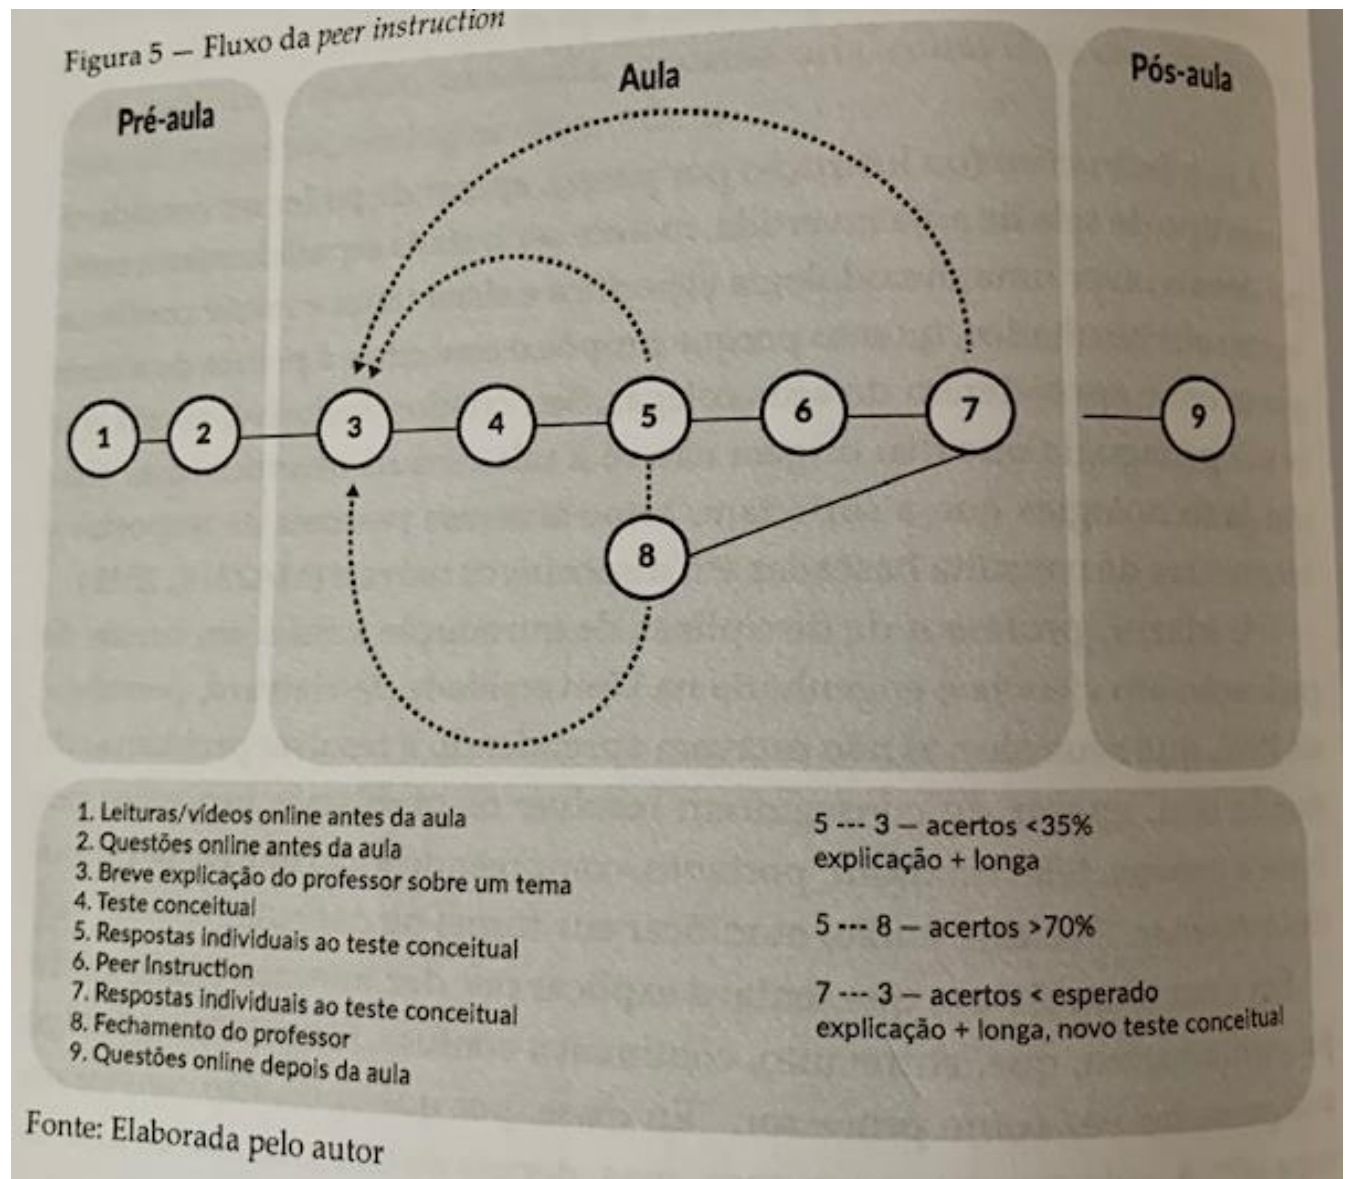 Figura 5 — Fluxo da peer instruction
Pré-aula
Aula
Pós-aula
1
2
3
4
5
6
7
9
8
1. Leituras/vídeos online antes da aula
2. Questões online antes da aula
3. Breve explicação do professor sobre um tema
4. Teste conceitual
5. Respostas individuais ao teste conceitual
6. Peer Instruction
7. Respostas individuais ao teste conceitual
8. Fechamento do professor
9. Questões online depois da aula
5 --- 3 — acertos <35%
explicação + longa
5 --- 8 — acertos >70%
7 --- 3 — acertos < esperado
explicação + longa, novo teste conceitual
Fonte: Elaborada pelo autor